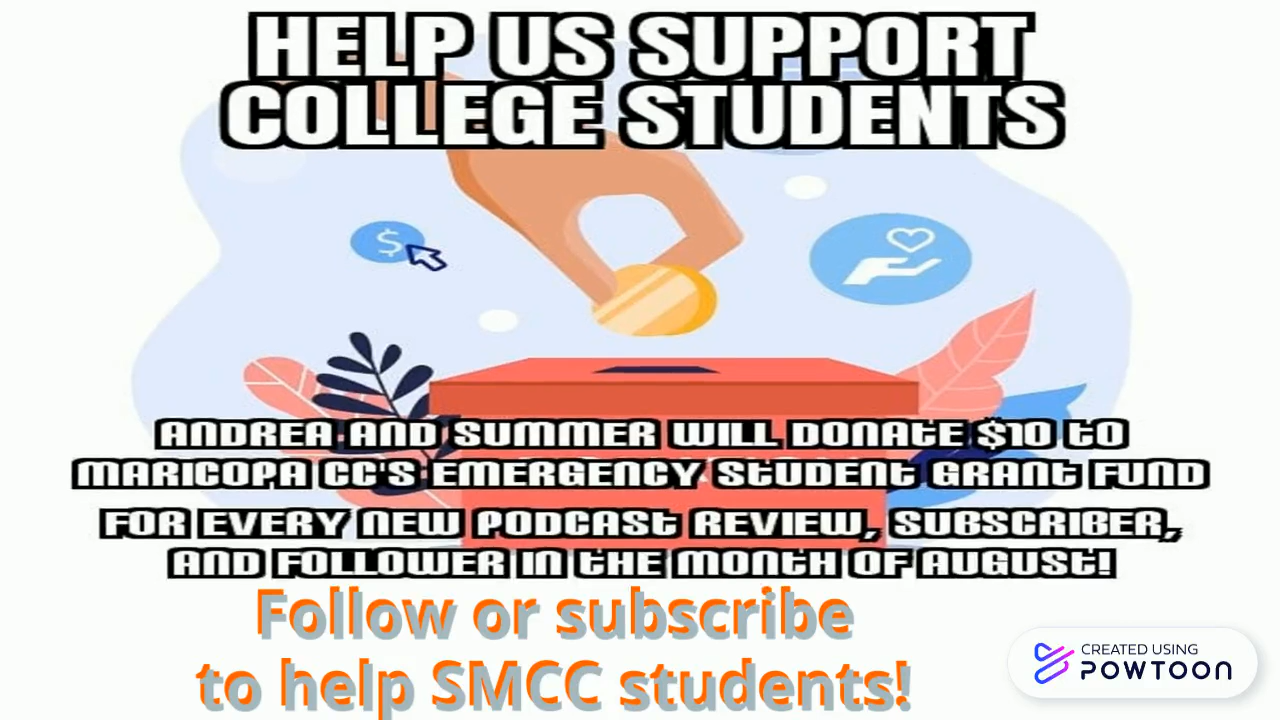 HELP US SUPPORT
COLLEGE STUDENTS
$
ANDREA AND SUMMER WILL DONATE $10 TO
MARICOPA CC'S EMERGENCY STUDENT GRANT FUND
FOR EVERY NEW PODCAST REVIEW, SUBSCRIBER,
AND FOLLOWER IN THE MONTH OF AUGUST!
Follow or subscribe
to help SMCC students!
CREATED USING
POWTOON